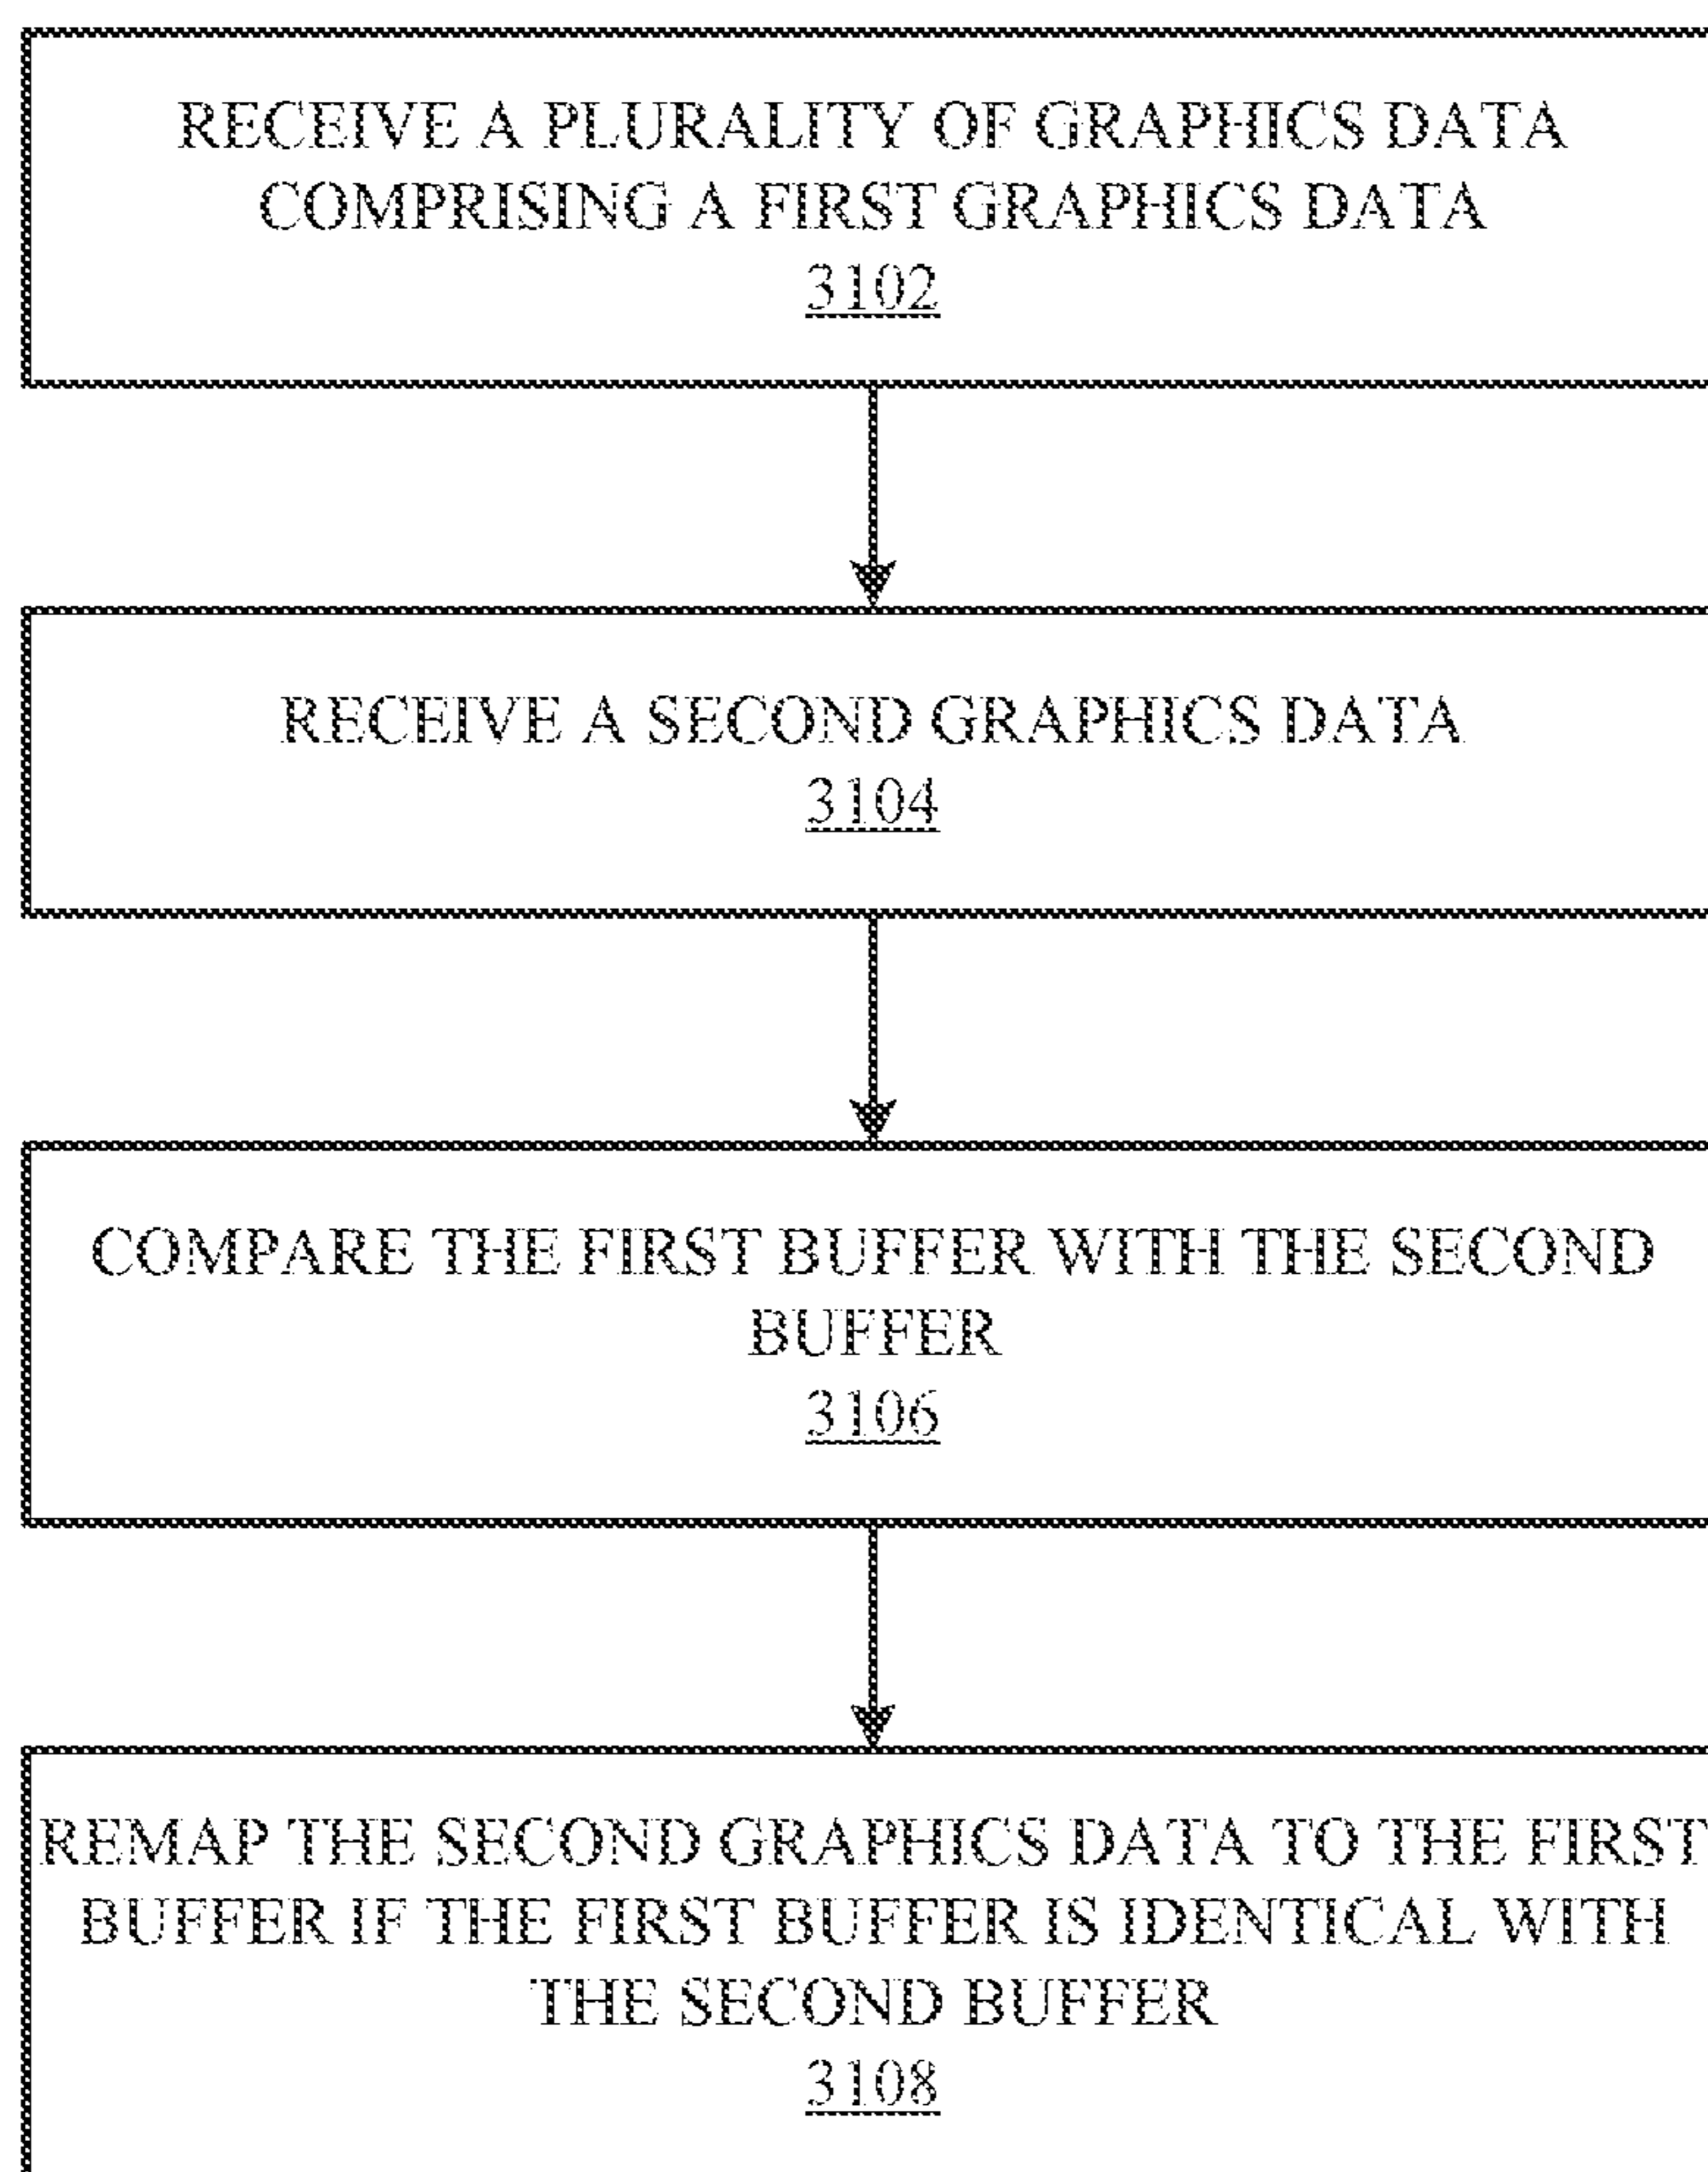 RECEIVE A PLURALITY OF GRAPHICS DATA
COMPRISING A FIRST GRAPHICS DATA
3102
RECEIVE A SECOND GRAPHICS DATA
3104
COMPARE THE FIRST BUFFER WITH THE SECOND
BUFFER
3106
REMAP THE SECOND GRAPHICS DATA TO THE FIRST
BUFFER IF THE FIRST BUFFER IS IDENTICAL WITH
THE SECOND BUFFER
3108